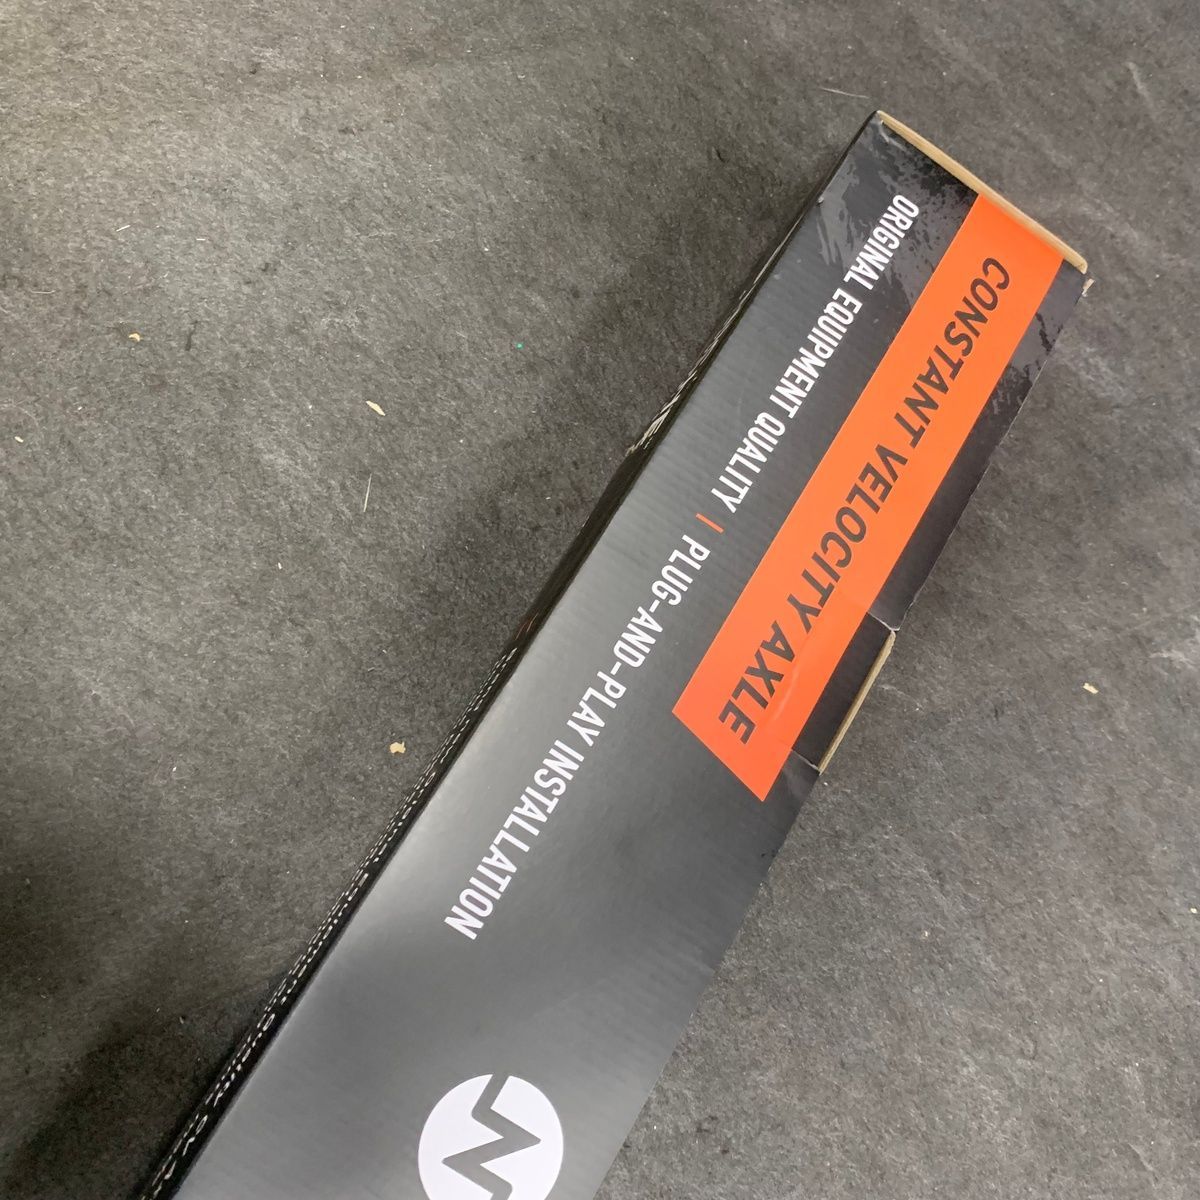 CONSTANT VELOCITY AXLE
ORIGINAL EQUIPMENT QUALITY | PLUG-AND-PLAY INSTALLATION